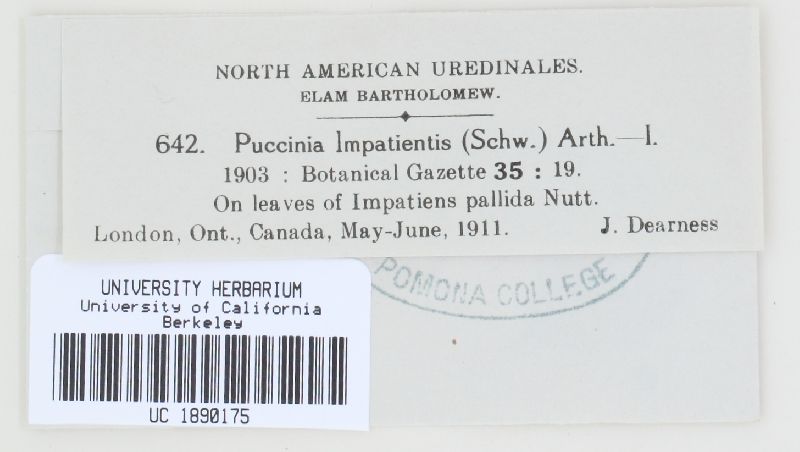 NORTH AMERICAN UREDINALES.
ELAM BARTHOLOMEW.
642. Puccinia Impatientis (Schw.) Arth.—I.
1903 : Botanical Gazette 35 : 19.
On leaves of Impatiens pallida Nutt.
London, Ont., Canada, May-June, 1911. J. Dearness
POMONA COLLEGE
UNIVERSITY HERBARIUM
University of California
Berkeley
UC 1890175